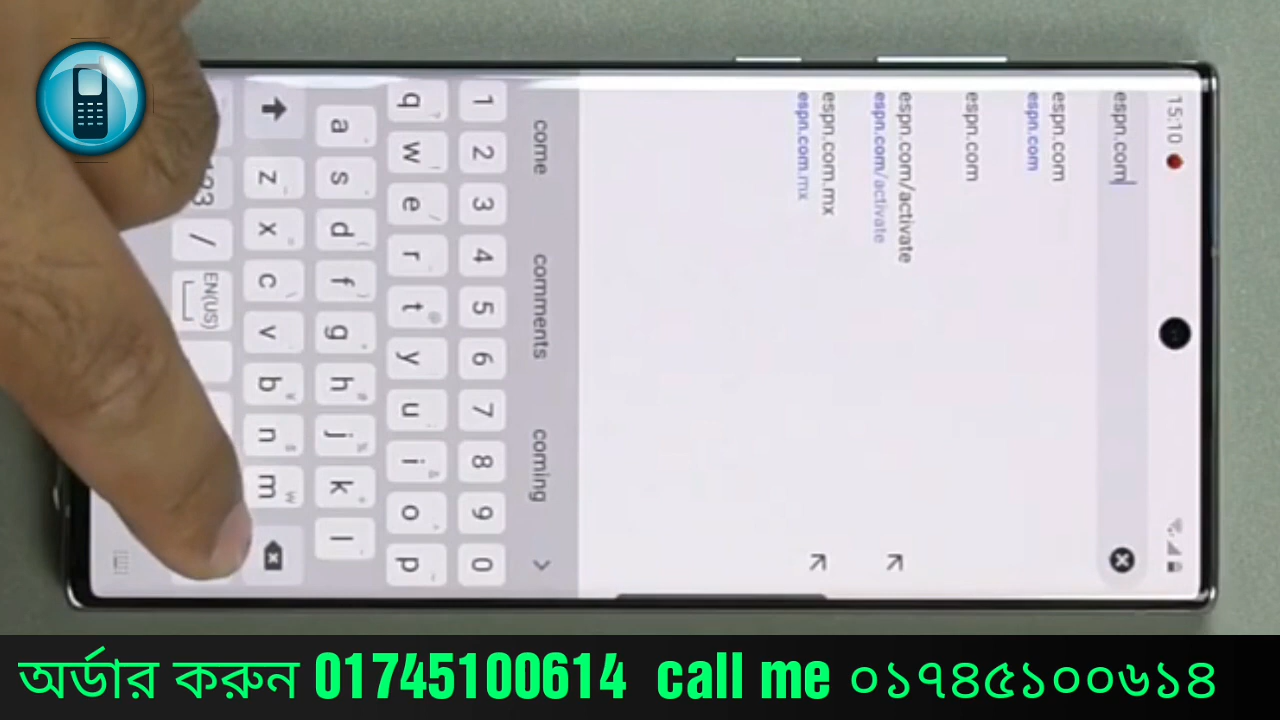 15:10
espn.com
espn.com
espn.com
espn.com
espn.com/activate
espn.com/activate
espn.com.mx
espn.com.mx
come comments coming
1 2 3 4 5 6 7 8 9 0
q w e r t y u i o p
a s d f g h j k l
z x c v b n m
/ EN(US)
অর্ডার করুন 01745100614 call me ০১৭৪৫১০০৬১৪